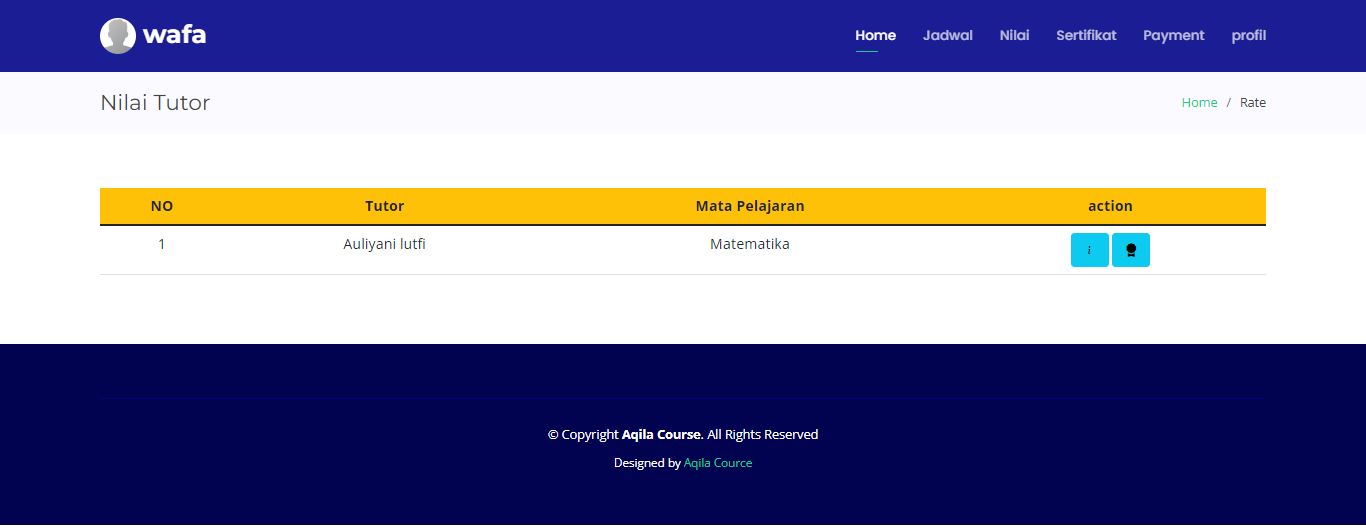 wafa
Home Jadwal Nilai Sertifikat Payment profil
Nilai Tutor
Home / Rate
NO Tutor Mata Pelajaran action
1 Auliyani lutfi Matematika i
© Copyright Aqila Course. All Rights Reserved
Designed by Aqila Cource